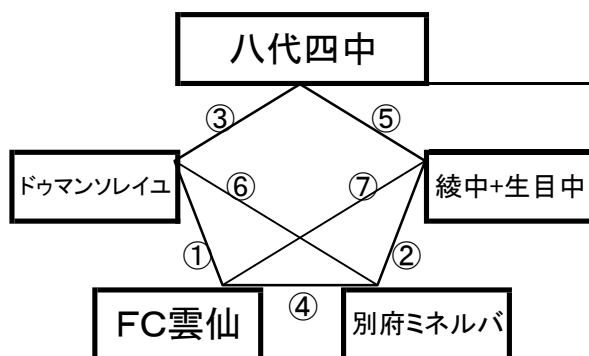 八代四中
③
⑤
ドゥマンソレイユ
⑥
⑦
綾中+生目中
①
②
FC雲仙
④
別府ミネルバ